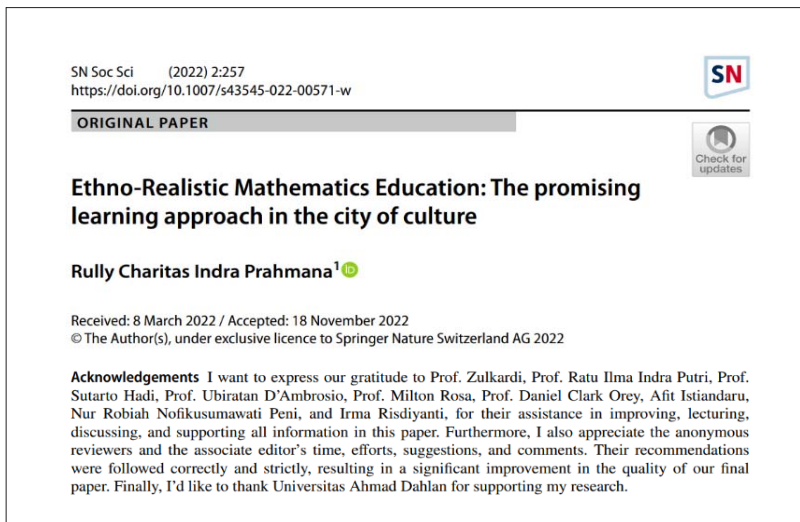 SN Soc Sci (2022) 2:257
https://doi.org/10.1007/s43545-022-00571-w
SN
ORIGINAL PAPER
Check for
updates
Ethno-Realistic Mathematics Education: The promising
learning approach in the city of culture
Rully Charitas Indra Prahmana1 iD
Received: 8 March 2022 / Accepted: 18 November 2022
© The Author(s), under exclusive licence to Springer Nature Switzerland AG 2022
Acknowledgements I want to express our gratitude to Prof. Zulkardi, Prof. Ratu Ilma Indra Putri, Prof.
Sutarto Hadi, Prof. Ubiratan D’Ambrosio, Prof. Milton Rosa, Prof. Daniel Clark Orey, Afit Istiandaru,
Nur Robiah Nofikusumawati Peni, and Irma Risdiyanti, for their assistance in improving, lecturing,
discussing, and supporting all information in this paper. Furthermore, I also appreciate the anonymous
reviewers and the associate editor’s time, efforts, suggestions, and comments. Their recommendations
were followed correctly and strictly, resulting in a significant improvement in the quality of our final
paper. Finally, I’d like to thank Universitas Ahmad Dahlan for supporting my research.